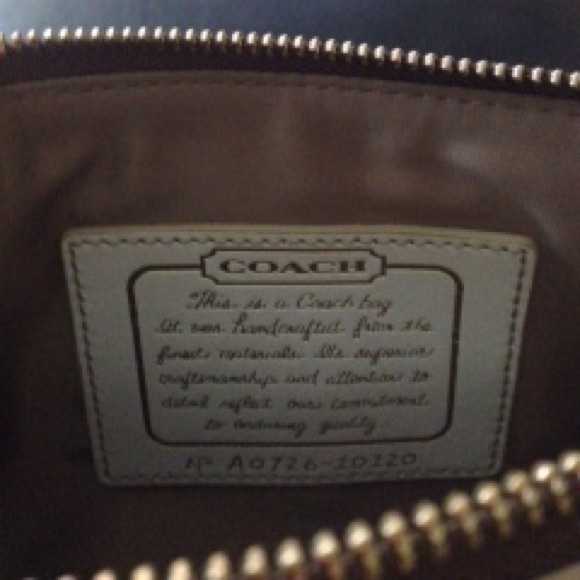 COACH
This is a Coach bag
It was handcrafted from the
finest materials. Its superior
craftsmanship and attention to
detail reflect our commitment
to enduring quality.
Nº A0726-10220